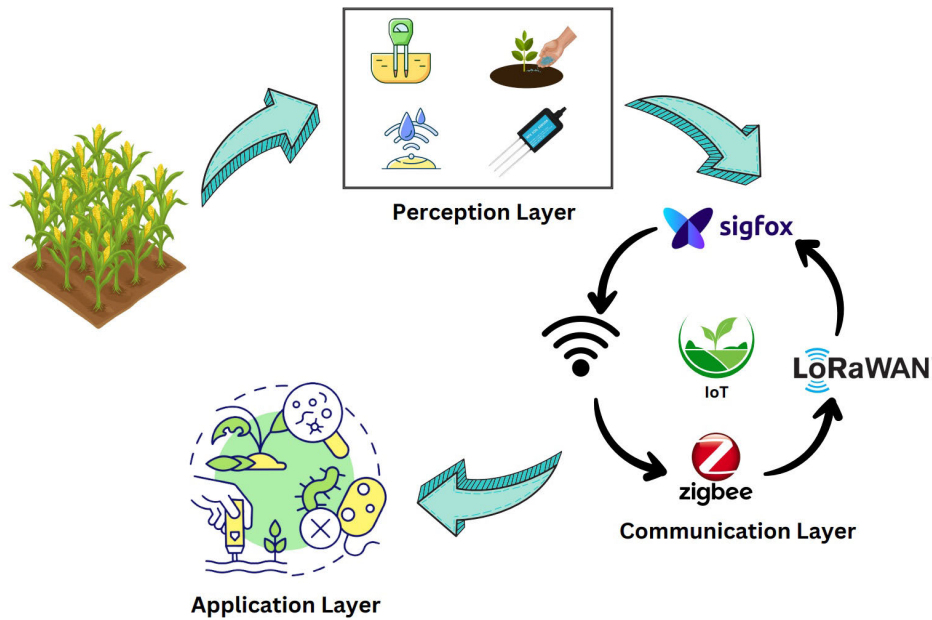 Perception Layer
sigfox
LoRaWAN
IoT
zigbee
Communication Layer
Application Layer